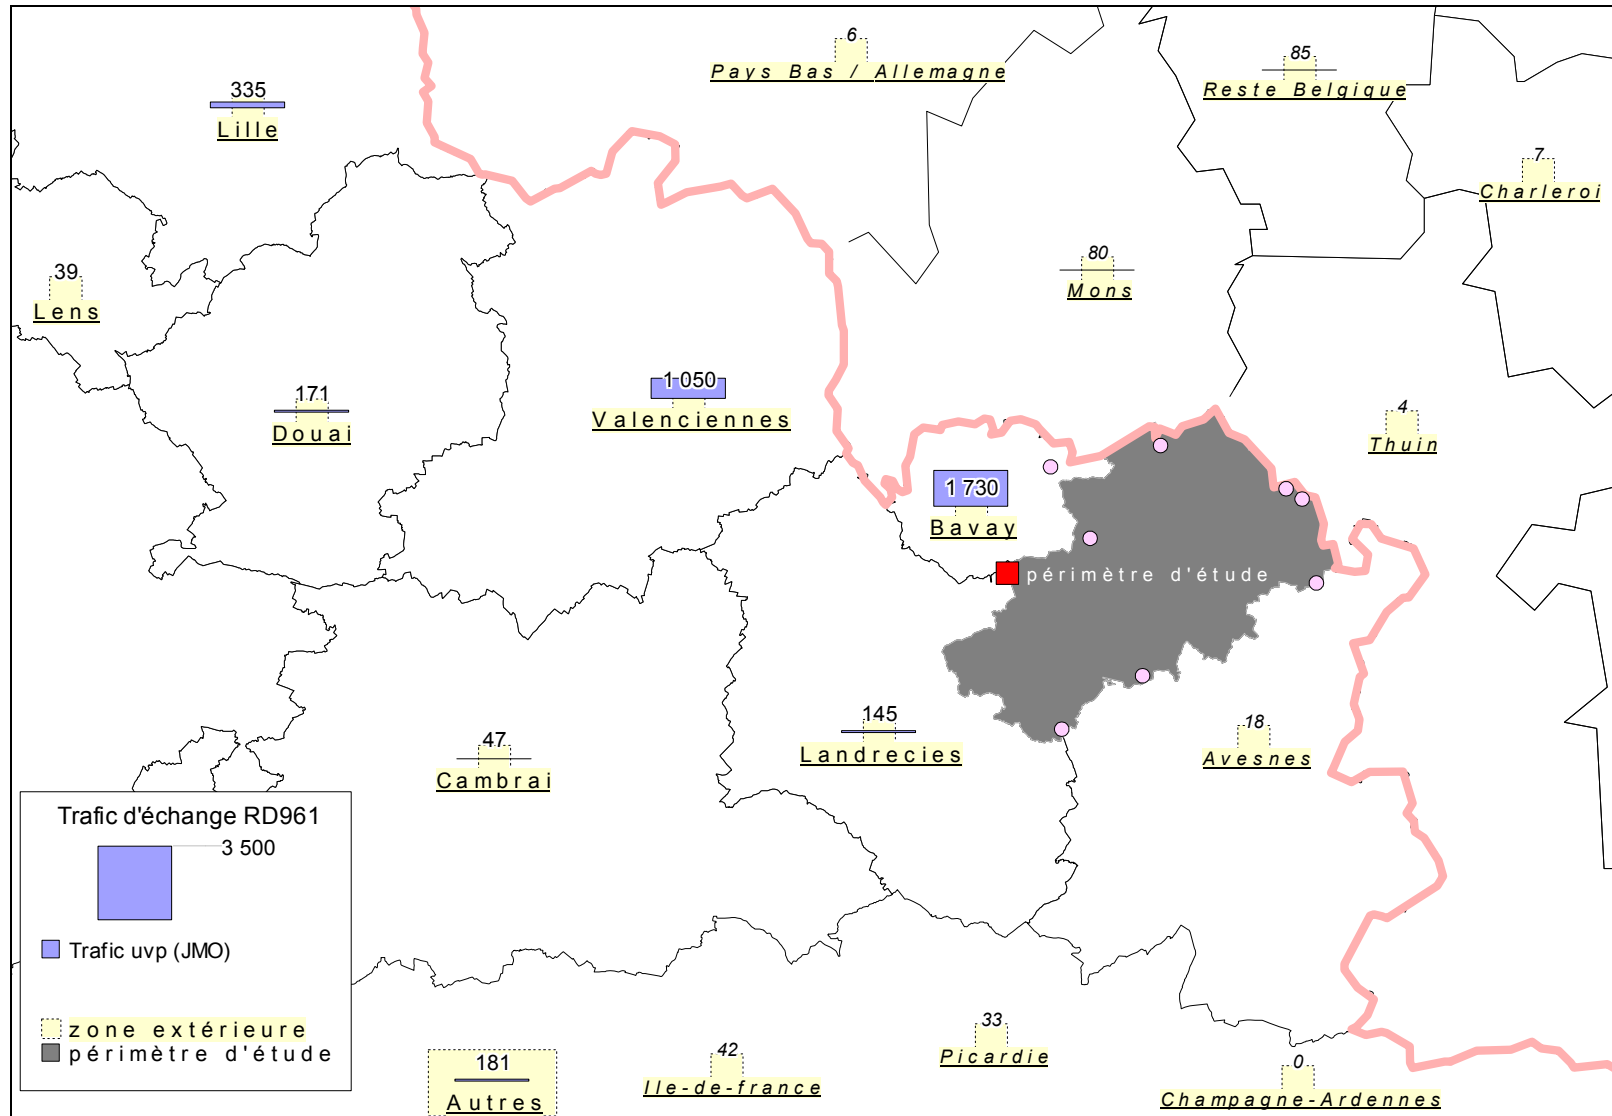 6
Pays Bas / Allemagne
85
Reste Belgique
335
Lille
7
Charleroi
39
Lens
80
Mons
171
Douai
1 050
Valenciennes
4
Thuin
1 730
Bavay
périmètre d'étude
145
Landrecies
18
Avesnes
47
Cambrai
Trafic d'échange RD961
3 500
Trafic uvp (JMO)
zone extérieure
périmètre d'étude
181
Autres
42
Ile-de-france
33
Picardie
0
Champagne-Ardennes